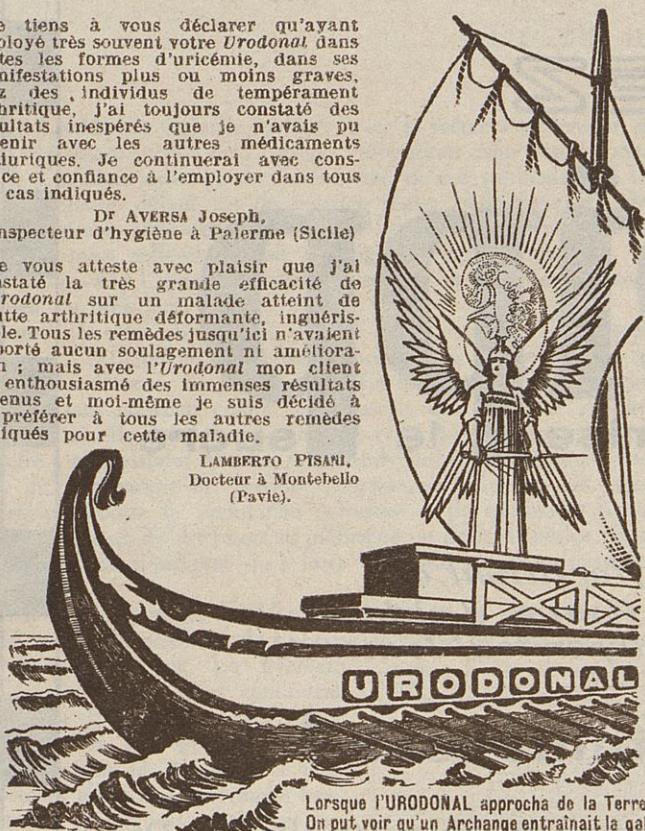 e tiens à vous déclarer qu'ayant
ployé très souvent votre Urodonal dans
tes les formes d'uricémie, dans ses
nifestations plus ou moins graves,
z des individus de tempérament
hritique, j'ai toujours constaté des
ultats inespérés que je n'avais pu
enir avec les autres médicaments
iuriques. Je continuerai avec cons-
ce et confiance à l'employer dans tous
cas indiqués.
Dr AVERSA Joseph,
nspecteur d'hygiène à Palerme (Sicile)
e vous atteste avec plaisir que j'ai
staté la très grande efficacité de
rodonal sur un malade atteint de
utte arthritique déformante, inguéris-
le. Tous les remèdes jusqu'ici n'avaient
porté aucun soulagement ni améliora-
n ; mais avec l'Urodonal mon client
enthousiasmé des immenses résultats
enus et moi-même je suis décidé à
préférer à tous les autres remèdes
iqués pour cette maladie.
LAMBERTO PISANI,
Docteur à Montebello
(Pavie).
URODONAL
Lorsque l'URODONAL approcha de la Terre
On put voir qu'un Archange entraînait la gal